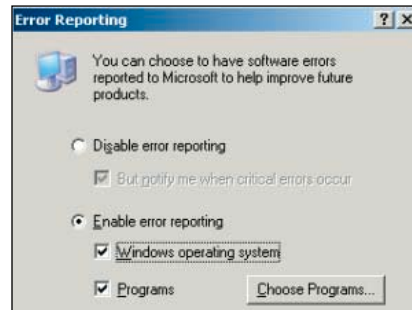 Error Reporting
You can choose to have software errors
reported to Microsoft to help improve future
products.
Disable error reporting
But notify me when critical errors occur
Enable error reporting
Windows operating system
Programs
Choose Programs...